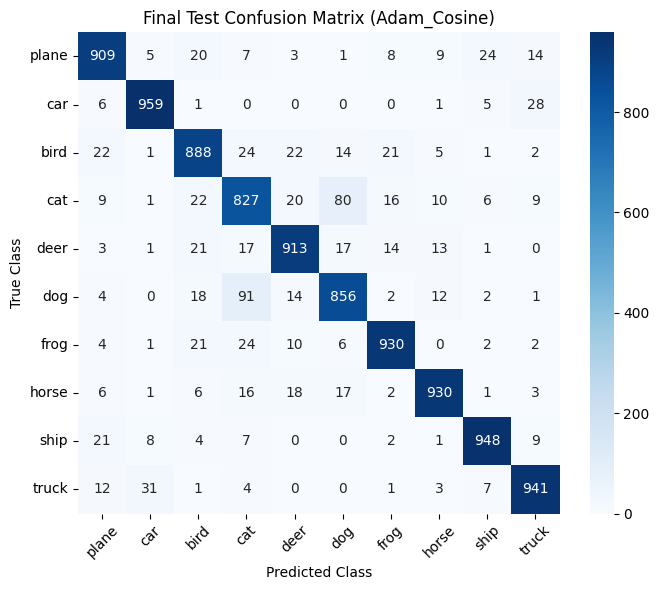 Final Test Confusion Matrix (Adam_Cosine)
plane 909 5 20 7 3 1 8 9 24 14
car 6 959 1 0 0 0 0 1 5 28
bird 22 1 888 24 22 14 21 5 1 2
cat 9 1 22 827 20 80 16 10 6 9
deer 3 1 21 17 913 17 14 13 1 0
dog 4 0 18 91 14 856 2 12 2 1
frog 4 1 21 24 10 6 930 0 2 2
horse 6 1 6 16 18 17 2 930 1 3
ship 21 8 4 7 0 0 2 1 948 9
truck 12 31 1 4 0 0 1 3 7 941
plane car bird cat deer dog frog horse ship truck
Predicted Class
True Class
800
600
400
200
0